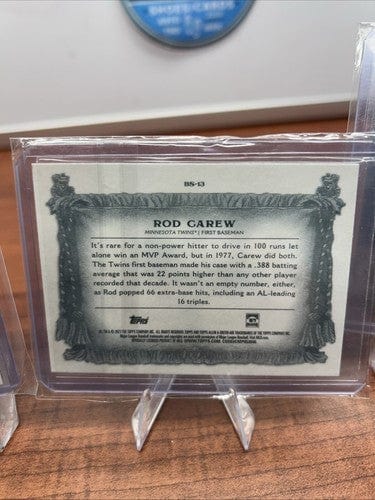 BS-13
ROD CAREW
MINNESOTA TWINS® | FIRST BASEMAN
It's rare for a non-power hitter to drive in 100 runs let
alone win an MVP Award, but in 1977, Carew did both.
The Twins first baseman made his case with a .388 batting
average that was 22 points higher than any other player
recorded that decade. It wasn't an empty number, either,
as Rod popped 66 extra-base hits, including an AL-leading
16 triples.
Topps